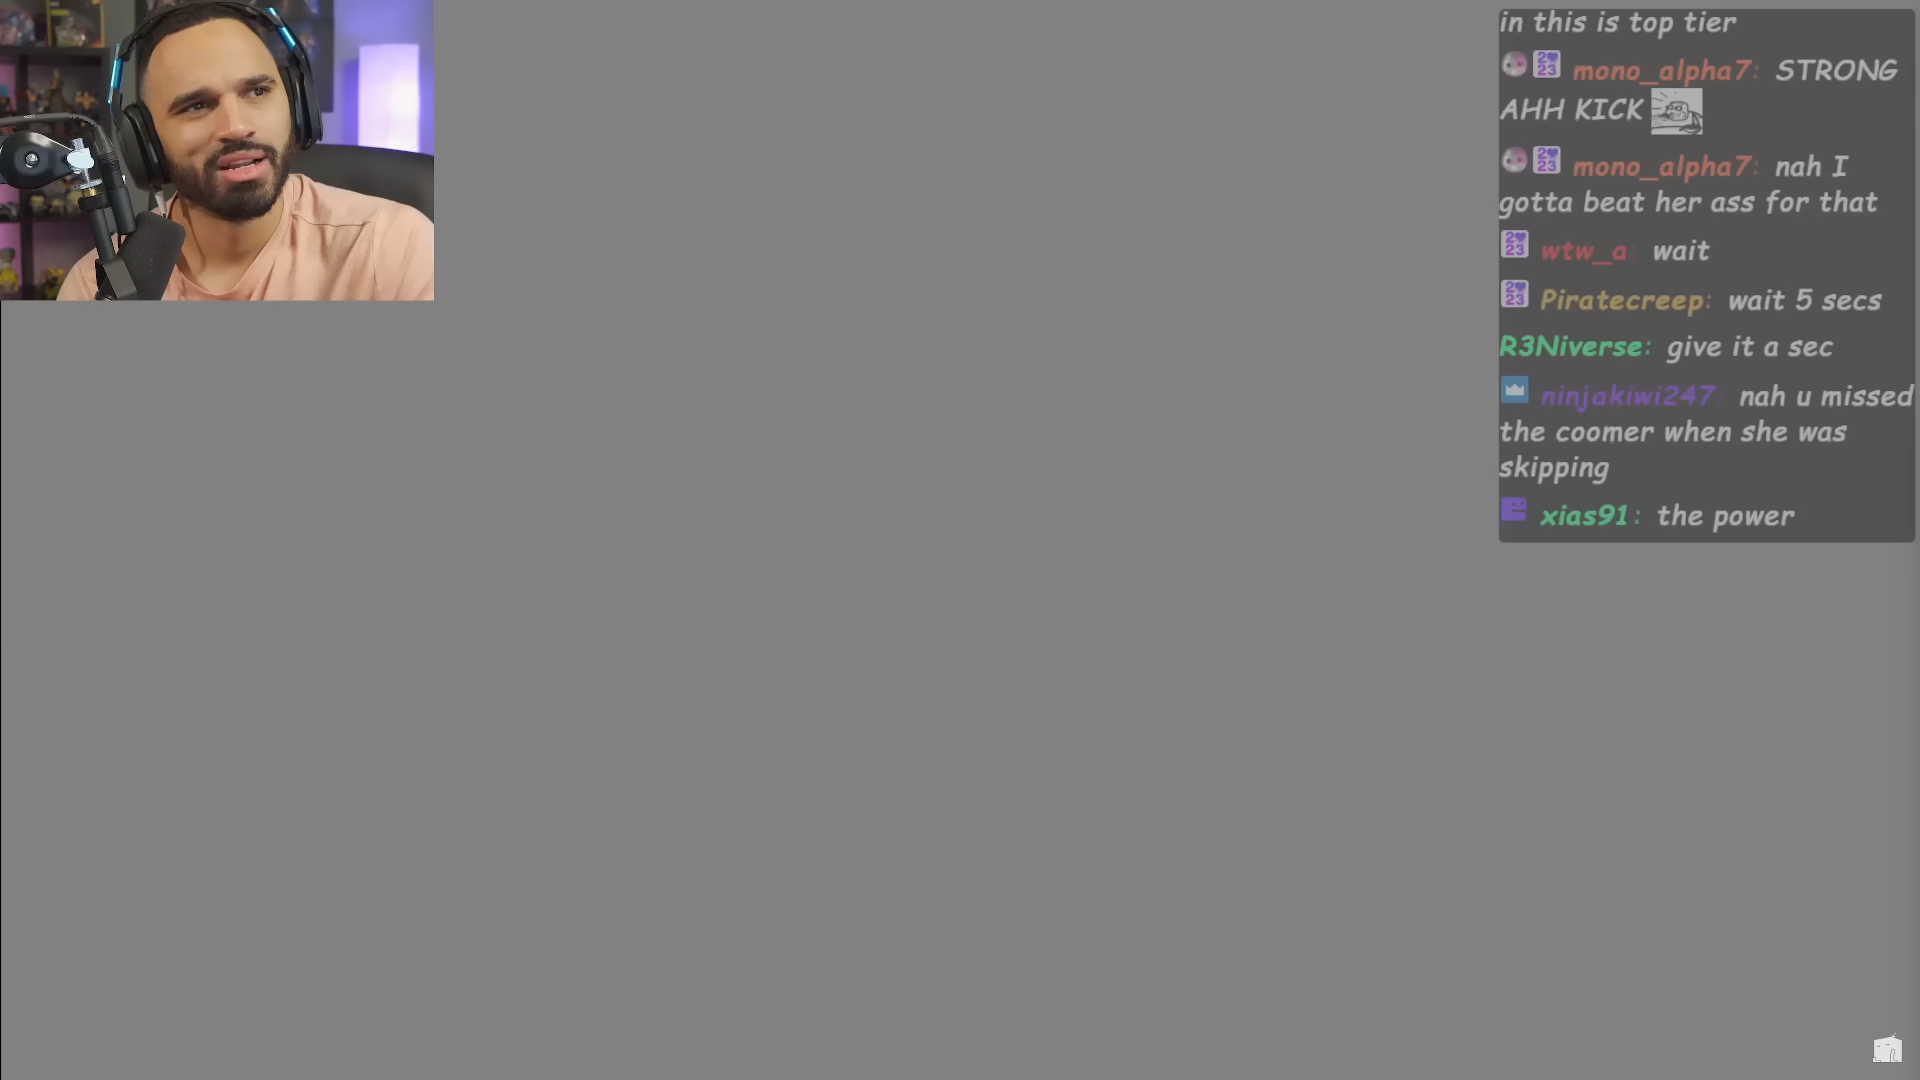 in this is top tier
mono_alpha7: STRONG
AHH KICK
mono_alpha7: nah I
gotta beat her ass for that
wtw_a: wait
Piratecreep: wait 5 secs
R3Niverse: give it a sec
ninjakiwi247: nah u missed
the coomer when she was
skipping
xias91: the power